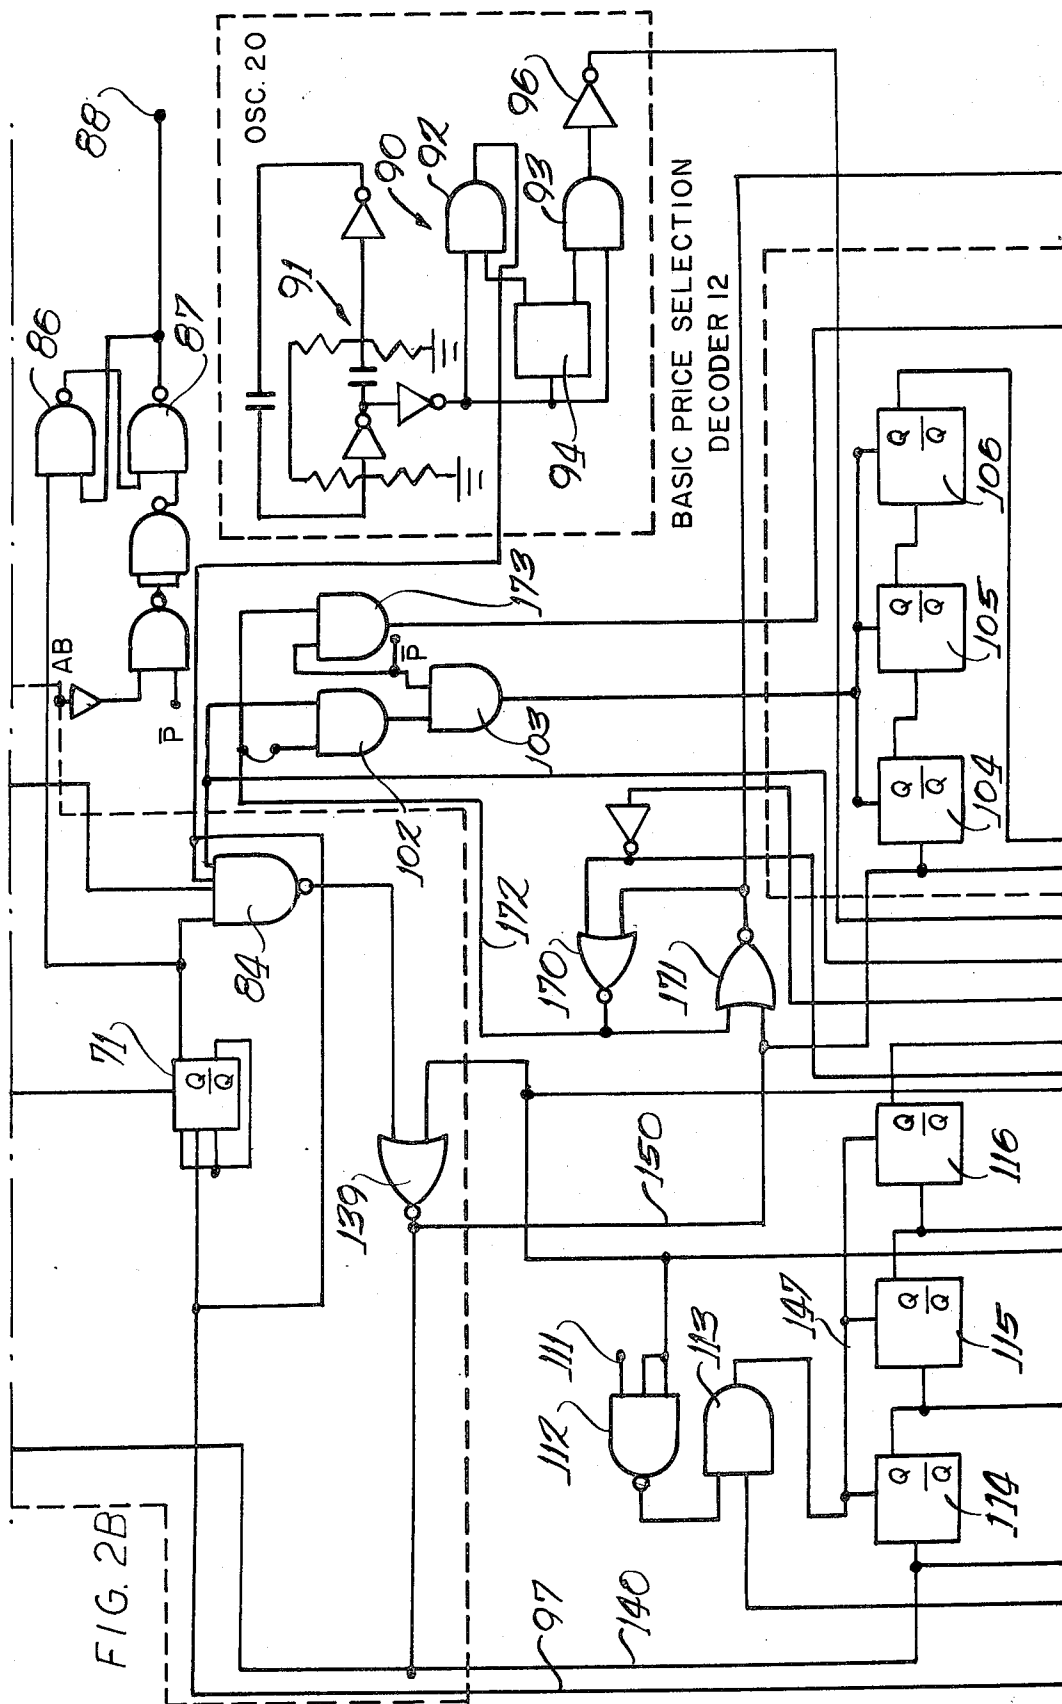 FIG. 2B
OSC. 20
BASIC PRICE SELECTION
DECODER 12
88
86
87
AB
P̅
90
91
92
93
94
96
71
84
102
103
173
P̅
172
170
171
139
150
104
105
106
Q
Q̅
Q
Q̅
Q
Q̅
Q
Q̅
111
112
113
147
114
115
116
Q
Q̅
Q
Q̅
Q
Q̅
97
140